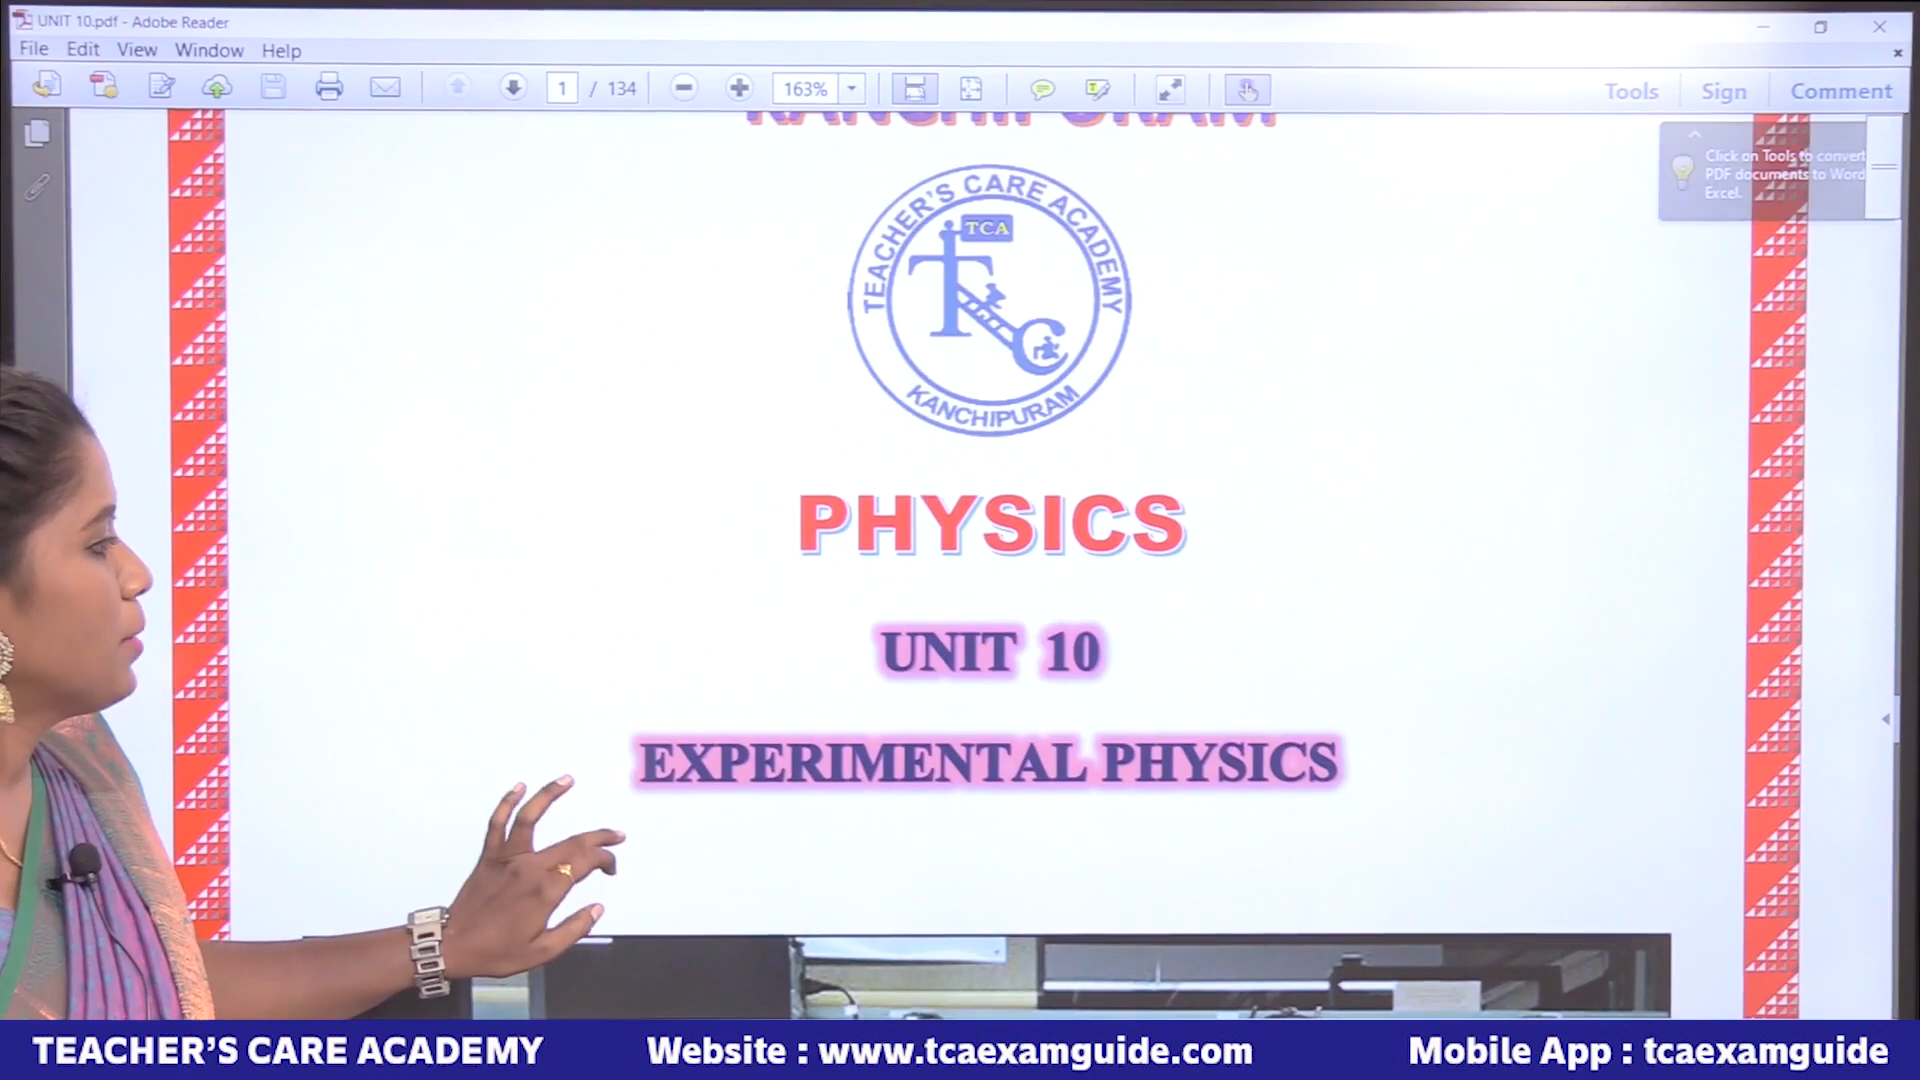 UNIT 10.pdf - Adobe Reader
File Edit View Window Help
1 / 134 163% Tools Sign Comment
KANCHIPURAM
Click on Tools to convert
PDF documents to Word
Excel.
TEACHER'S CARE ACADEMY
TCA
TC
KANCHIPURAM
PHYSICS
UNIT 10
EXPERIMENTAL PHYSICS
TEACHER'S CARE ACADEMY Website : www.tcaexamguide.com Mobile App : tcaexamguide